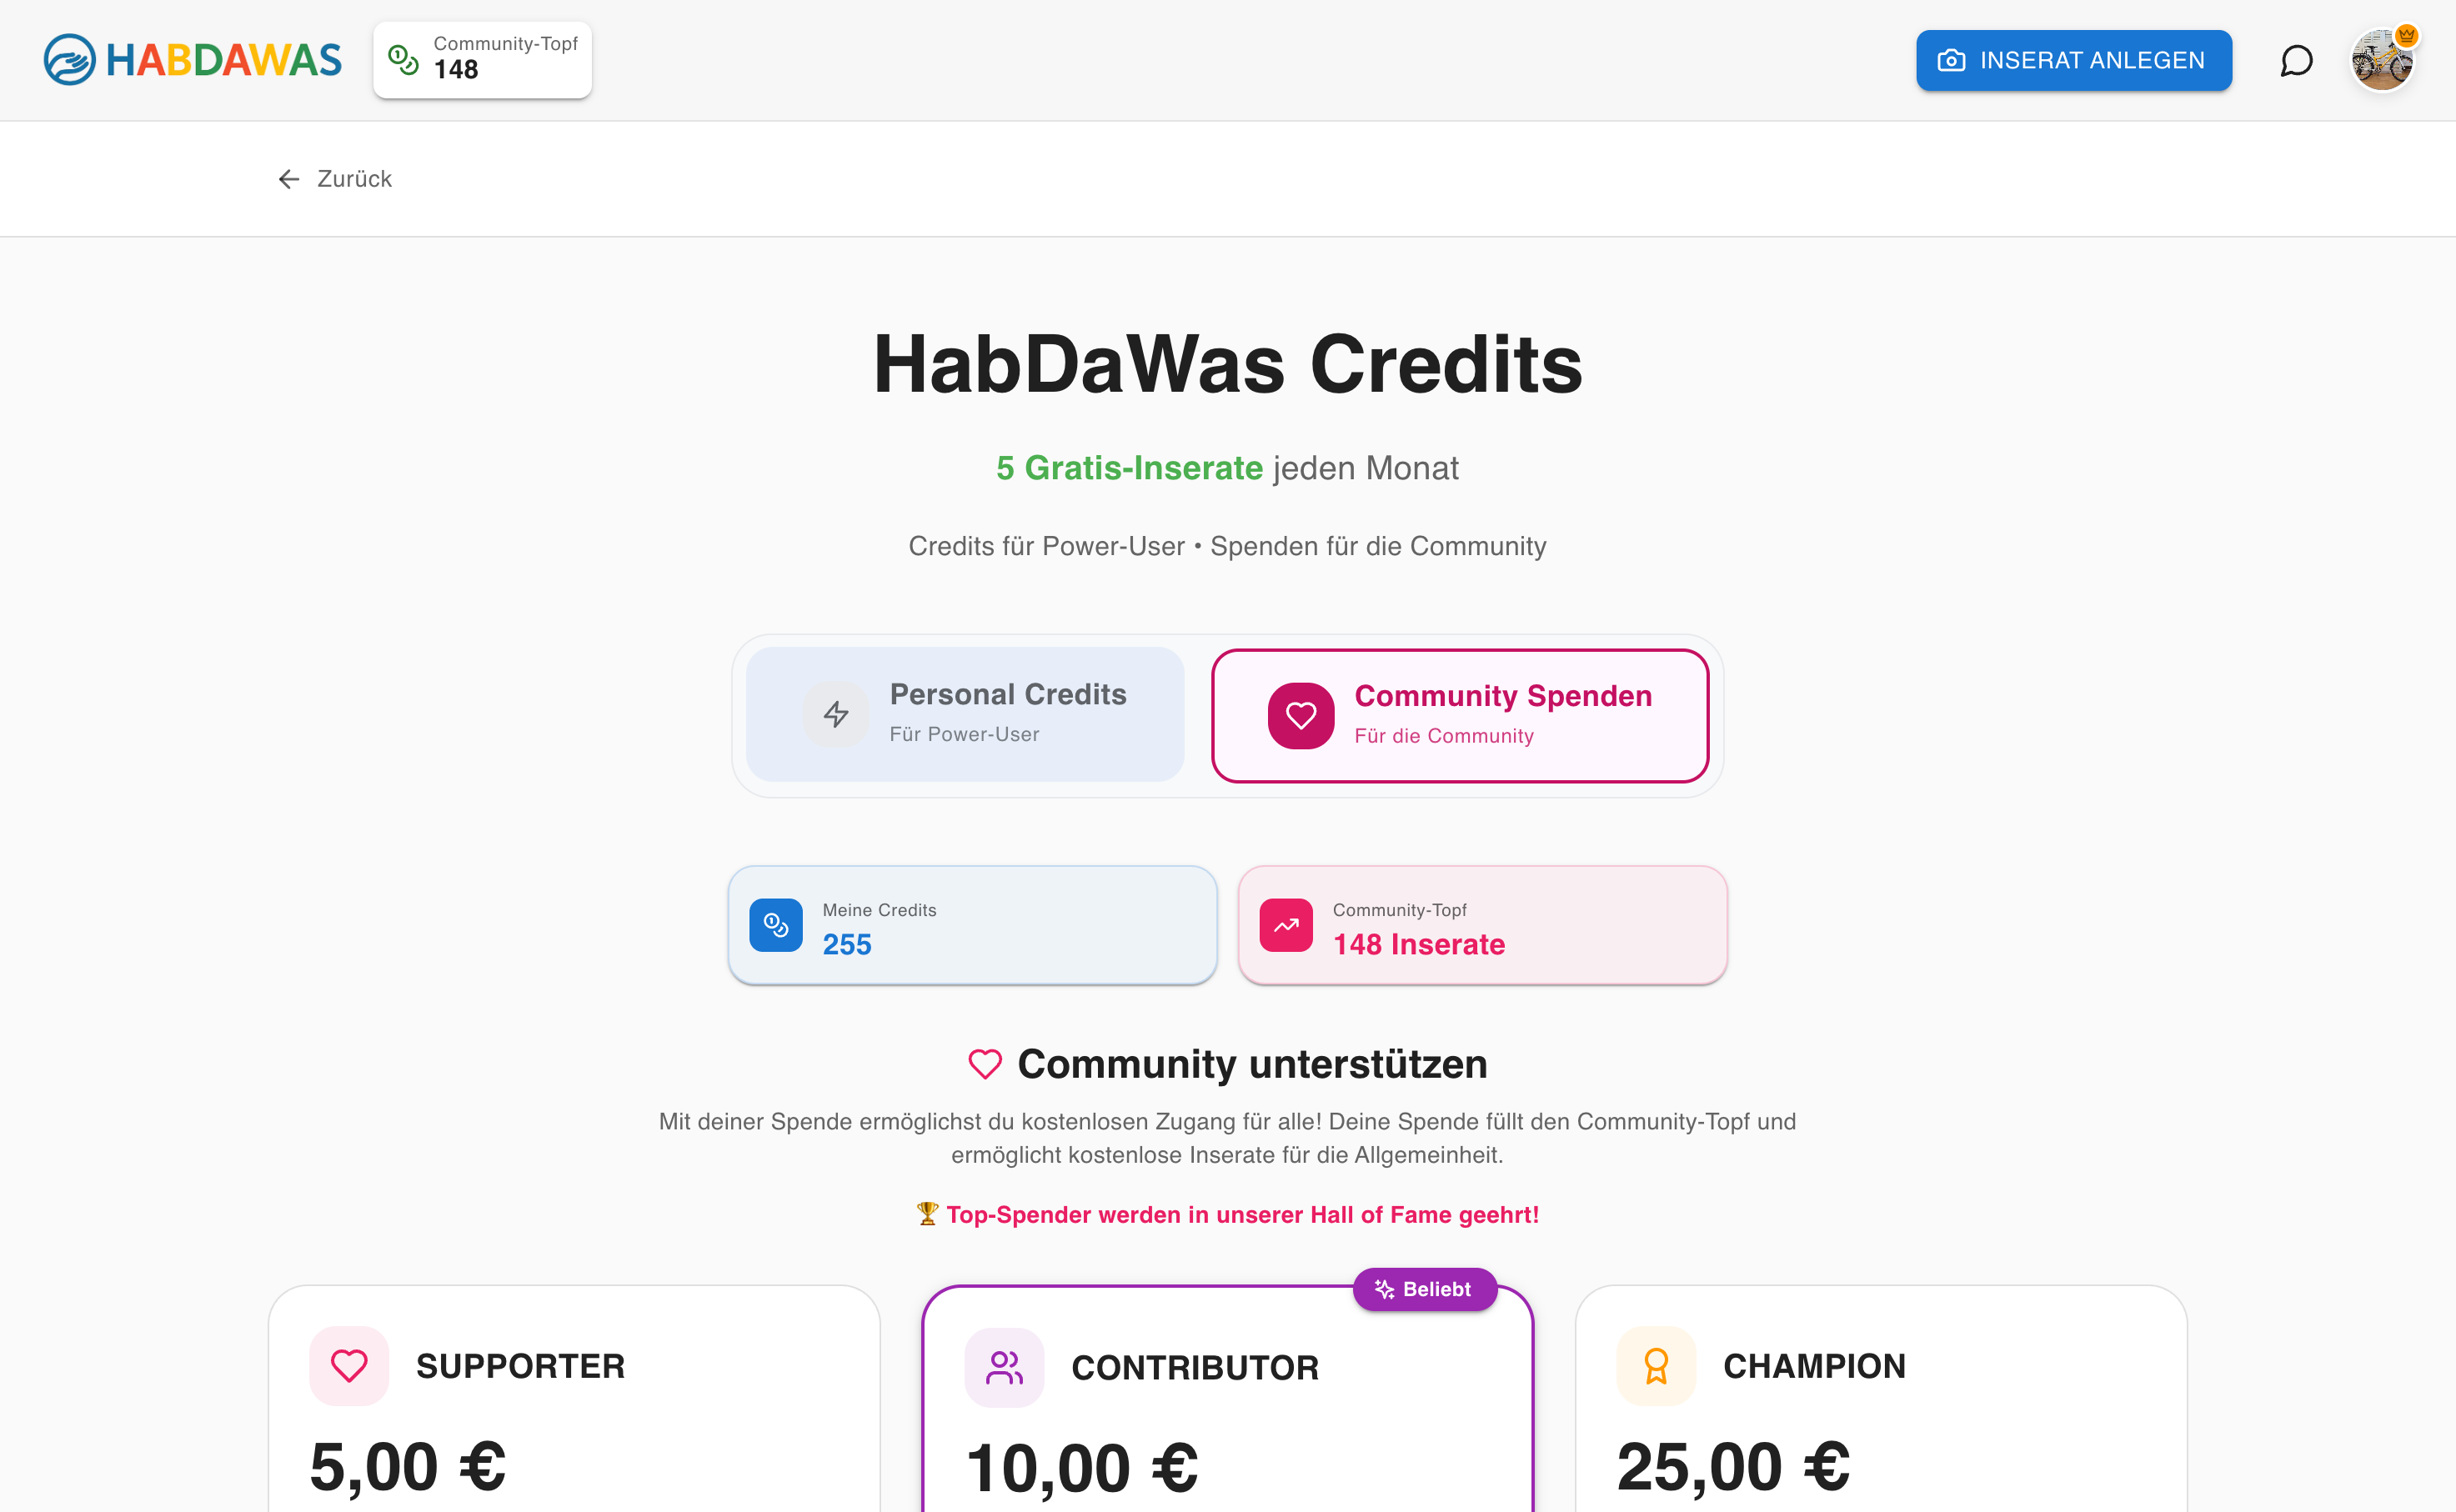 HABDAWAS
Community-Topf
148
INSERAT ANLEGEN
Zurück
HabDaWas Credits
5 Gratis-Inserate jeden Monat
Credits für Power-User • Spenden für die Community
Personal Credits
Für Power-User
Community Spenden
Für die Community
Meine Credits
255
Community-Topf
148 Inserate
Community unterstützen
Mit deiner Spende ermöglichst du kostenlosen Zugang für alle! Deine Spende füllt den Community-Topf und
ermöglicht kostenlose Inserate für die Allgemeinheit.
🏆 Top-Spender werden in unserer Hall of Fame geehrt!
SUPPORTER
5,00 €
Beliebt
CONTRIBUTOR
10,00 €
CHAMPION
25,00 €